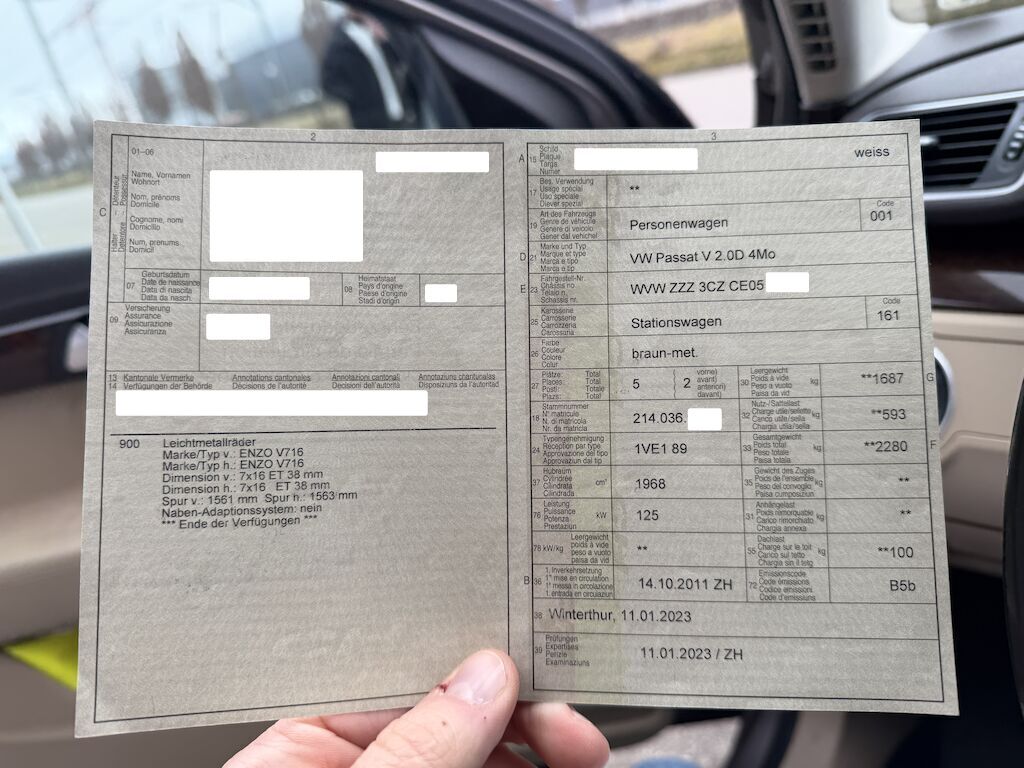 2
01–06
Name, Vornamen
Wohnort
Nom, prénoms
Domicile
Cognome, nomi
Domicilio
Num, prenums
Domicil
C
Halter Détenteur
Detentore Possessur
07
Geburtsdatum
Date de naissance
Data di nascita
Data da nasch.
08
Heimatstaat
Pays d'origine
Paese d'origine
Stadi d'origin
09
Versicherung
Assurance
Assicurazione
Assicuranza
13 Kantonale Vermerke Annotations cantonales Annotazioni cantonali Annotaziuns chantunalas
14 Verfügungen der Behörde Décisions de l'autorité Decisioni dell'autorità Disposiziuns da l'autoritad
900 Leichtmetallräder
Marke/Typ v.: ENZO V716
Marke/Typ h.: ENZO V716
Dimension v.: 7x16 ET 38 mm
Dimension h.: 7x16 ET 38 mm
Spur v.: 1561 mm Spur h.: 1563 mm
Naben-Adaptionssystem: nein
*** Ende der Verfügungen ***
3
A 15
Schild
Plaque
Targa
Numer
weiss
17
Bes. Verwendung
Usage spécial
Uso speciale
Diever spezial
**
19
Art des Fahrzeugs
Genre de véhicule
Genere di veicolo
Gener dal vehichel
Personenwagen
Code
001
D 21
Marke und Typ
Marque et type
Marca e tipo
Marca e tip
VW Passat V 2.0D 4Mo
E 23
Fahrgestell-Nr.
Châssis no
Telaio n.
Schassis nr.
WVW ZZZ 3CZ CE05
25
Karosserie
Carrosserie
Carrozzeria
Carossaria
Stationswagen
Code
161
26
Farbe
Couleur
Colore
Colur
braun-met.
27
Plätze: Total
Places: Total
Posti: Totale
Plazs: Total
5
( 2 vorne)
avant)
anteriori)
davant)
30
Leergewicht
Poids à vide
Peso a vuoto
Paisa da vid
kg
**1687
G
18
Stammnummer
N° matricule
N. di matricola
Nr. da matricla
214.036.
32
Nutz-/Sattellast
Charge utile/sellette
Carico utile/sella
Chargia utila/sella
kg
**593
24
Typengenehmigung
Réception par type
Approvazione del tipo
Approvaziun dal tip
1VE1 89
33
Gesamtgewicht
Poids total
Peso totale
Paisa totala
kg
**2280
F
37
Hubraum
Cylindrée
Cilindrata
Cilindrada
cm³
1968
35
Gewicht des Zuges
Poids de l'ensemble
Peso del convoglio
Paisa cumposiziun
kg
**
76
Leistung
Puissance
Potenza
Prestaziun
kW
125
31
Anhängelast
Poids remorquable
Carico rimorchiato
Chargia annexa
kg
**
78 kW/kg
Leergewicht
poids à vide
peso a vuoto
paisa da vid
**
55
Dachlast
Charge sur le toit
Carico sul tetto
Chargia sin il tetg
kg
**100
B 36
1. Inverkehrsetzung
1re mise en circulation
1a messa in circolazione
1. entrada en circulaziun
14.10.2011 ZH
72
Emissionscode
Code émissions
Codice emissioni
Code d'emissiuns
B5b
38 Winterthur, 11.01.2023
39
Prüfungen
Expertises
Perizie
Examinaziuns
11.01.2023 / ZH